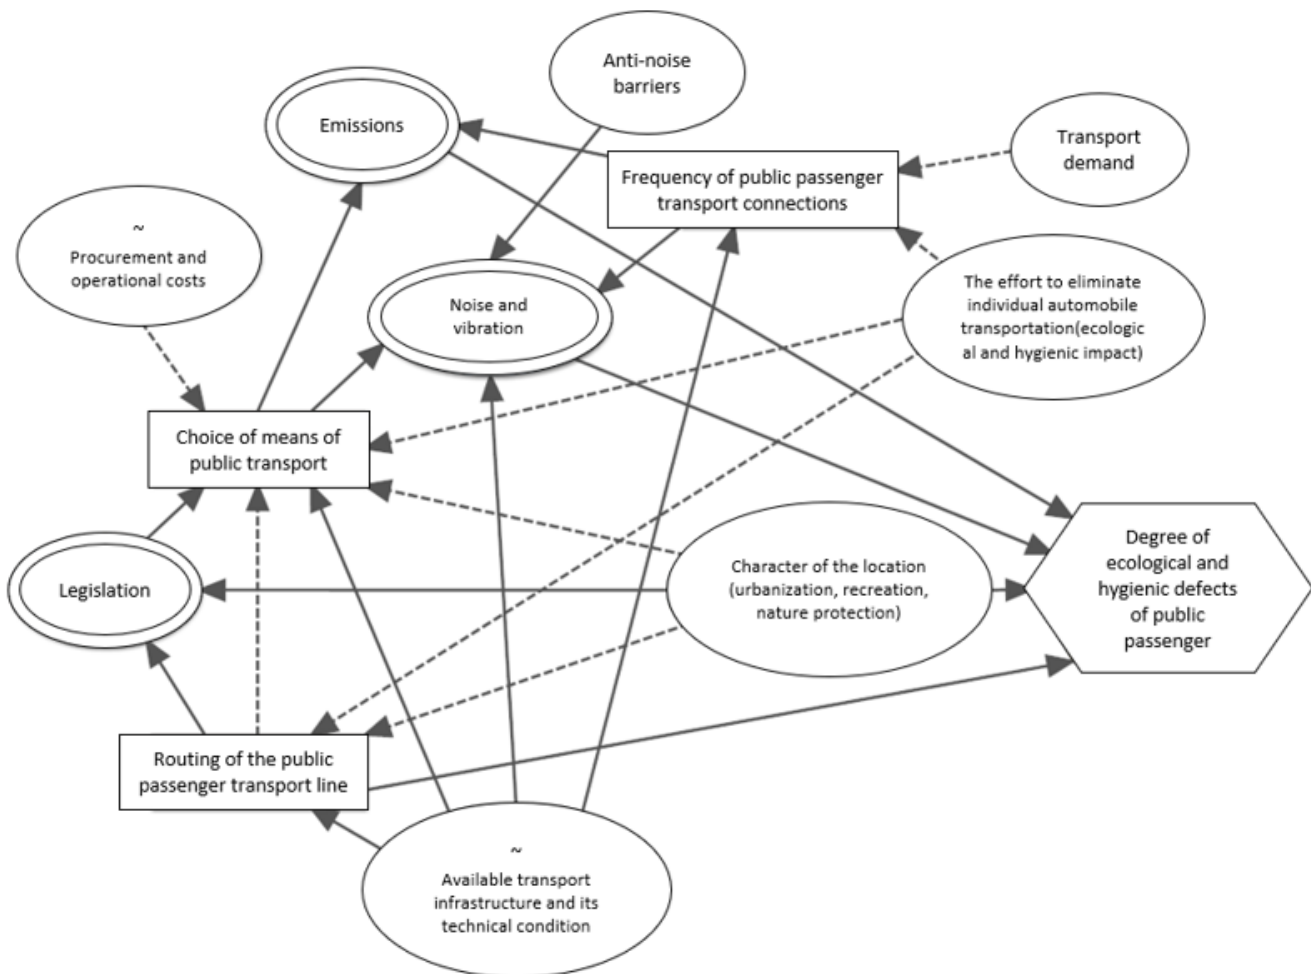 Anti-noise
barriers
Emissions
Transport
demand
Frequency of public passenger
transport connections
~
Procurement and
operational costs
The effort to eliminate
individual automobile
transportation(ecologic
al and hygienic impact)
Noise and
vibration
Choice of means of
public transport
Degree of
ecological and
hygienic defects
of public
passenger
Character of the location
(urbanization, recreation,
nature protection)
Legislation
Routing of the public
passenger transport line
~
Available transport
infrastructure and its
technical condition